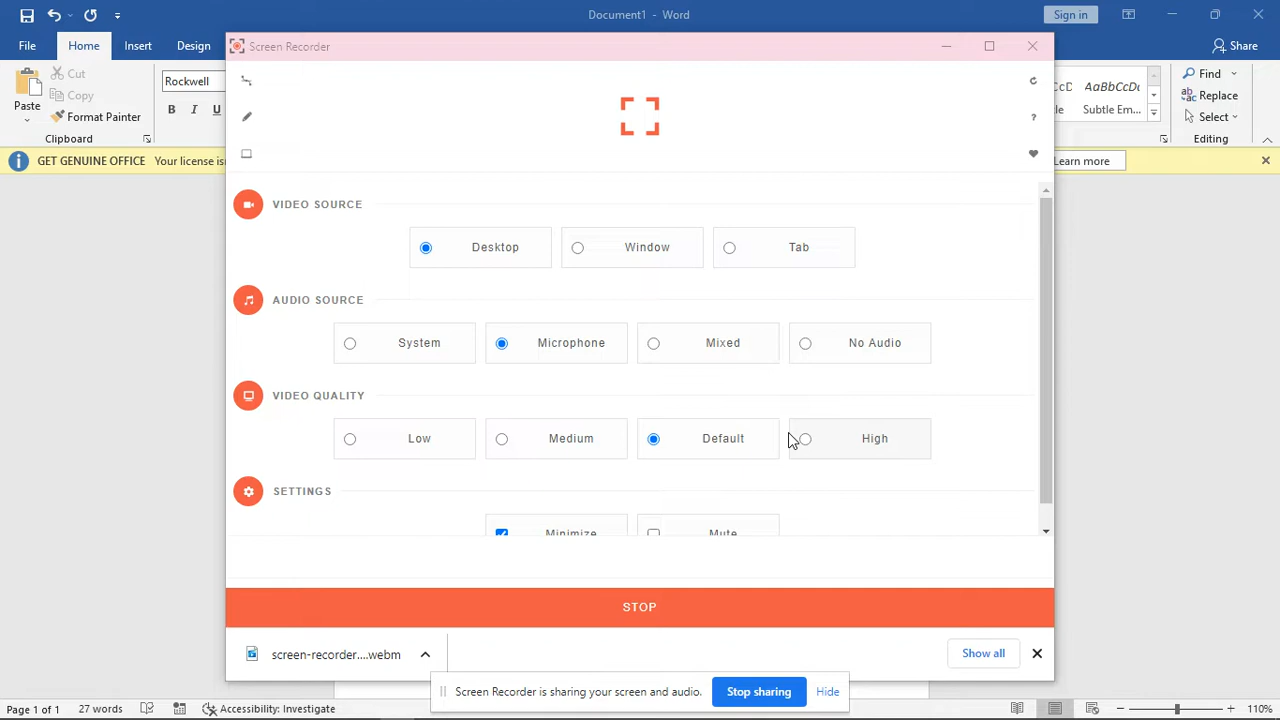 Document1 - Word
Sign in
File
Home
Insert
Design
Share
Screen Recorder
Paste
Cut
Copy
Format Painter
Clipboard
Rockwell
B I U
AaBbCcDt
Subtle Em...
Find
Replace
Select
Editing
GET GENUINE OFFICE Your license is
Learn more
VIDEO SOURCE
Desktop
Window
Tab
AUDIO SOURCE
System
Microphone
Mixed
No Audio
VIDEO QUALITY
Low
Medium
Default
High
SETTINGS
Minimize
Mute
STOP
screen-recorder....webm
Show all
Screen Recorder is sharing your screen and audio.
Stop sharing
Hide
Page 1 of 1
27 words
Accessibility: Investigate
110%